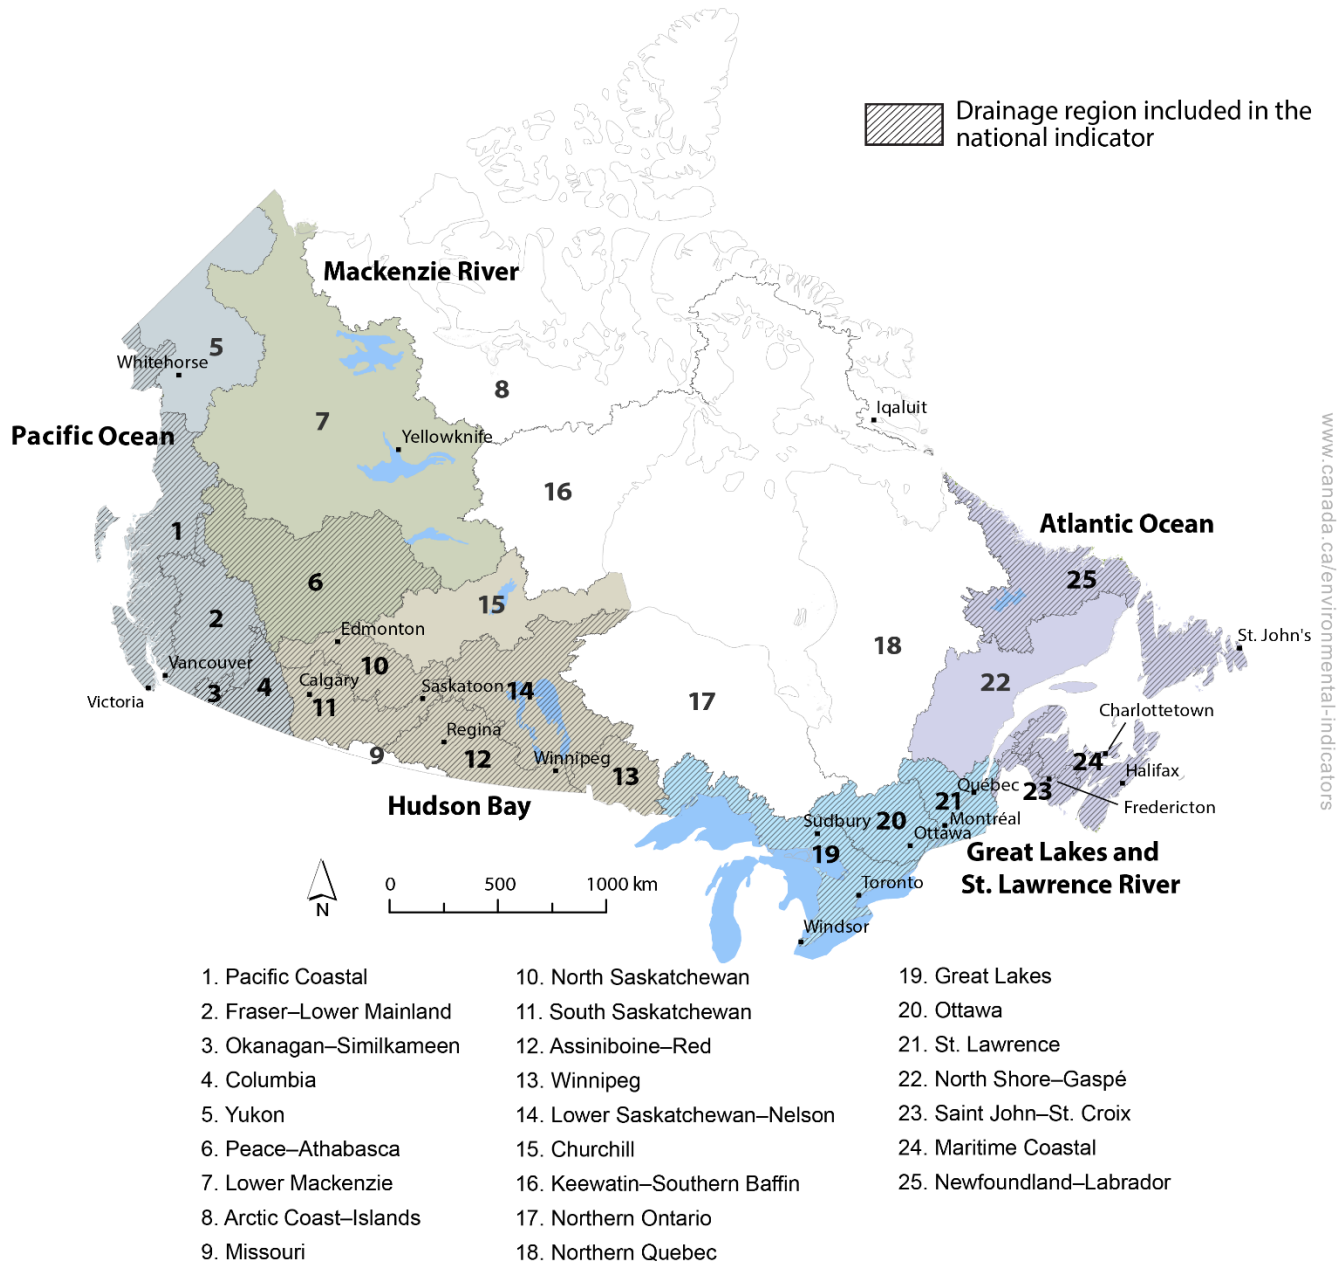 Drainage region included in the
national indicator
Mackenzie River
5
Whitehorse
8
7
Iqaluit
Pacific Ocean
Yellowknife
16
1
Atlantic Ocean
6
25
15
2
Edmonton
18
St. John's
10
Vancouver
Calgary
Saskatoon
14
22
3
4
Victoria
11
17
Charlottetown
Regina
9
12
Winnipeg
13
24
Halifax
Québec
23
21
Fredericton
Hudson Bay
Montréal
Sudbury
20
Ottawa
19
Great Lakes and
St. Lawrence River
Toronto
0 500 1000 km
N
Windsor
www.canada.ca/environmental-indicators
1. Pacific Coastal
2. Fraser–Lower Mainland
3. Okanagan–Similkameen
4. Columbia
5. Yukon
6. Peace–Athabasca
7. Lower Mackenzie
8. Arctic Coast–Islands
9. Missouri
10. North Saskatchewan
11. South Saskatchewan
12. Assiniboine–Red
13. Winnipeg
14. Lower Saskatchewan–Nelson
15. Churchill
16. Keewatin–Southern Baffin
17. Northern Ontario
18. Northern Quebec
19. Great Lakes
20. Ottawa
21. St. Lawrence
22. North Shore–Gaspé
23. Saint John–St. Croix
24. Maritime Coastal
25. Newfoundland–Labrador